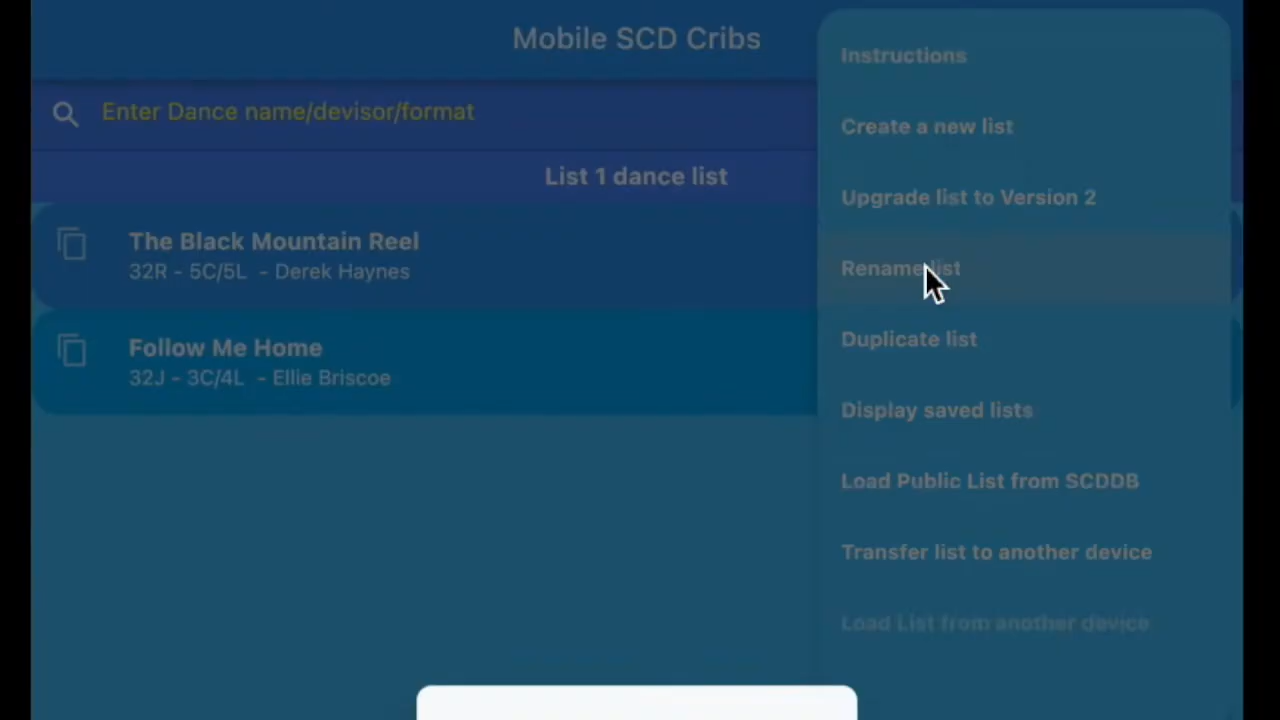 Mobile SCD Cribs
Enter Dance name/devisor/format
List 1 dance list
The Black Mountain Reel
32R - 5C/5L - Derek Haynes
Follow Me Home
32J - 3C/4L - Ellie Briscoe
Instructions
Create a new list
Upgrade list to Version 2
Rename list
Duplicate list
Display saved lists
Load Public List from SCDDB
Transfer list to another device
Load List from another device